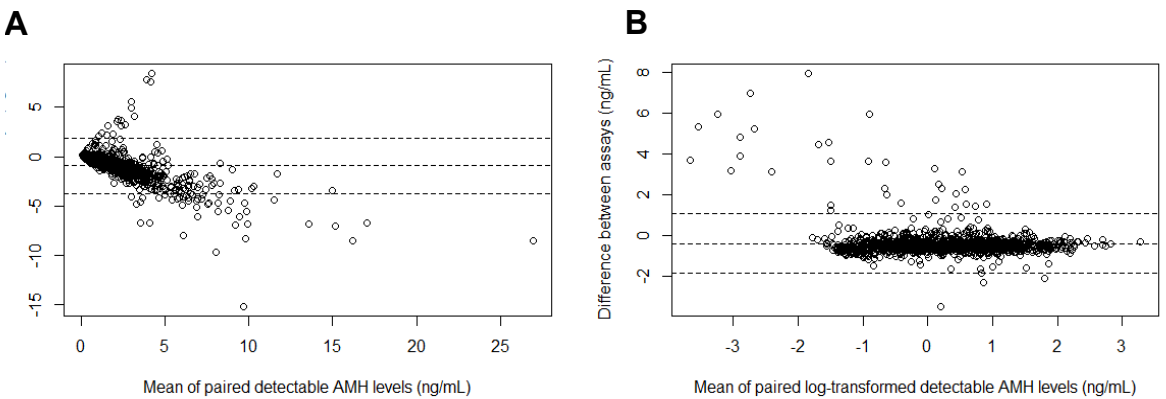 A
B
5
0
-5
-10
-15
0 5 10 15 20 25
Mean of paired detectable AMH levels (ng/mL)
Difference between assays (ng/mL)
8
6
4
2
0
-2
-3 -2 -1 0 1 2 3
Mean of paired log-transformed detectable AMH levels (ng/mL)